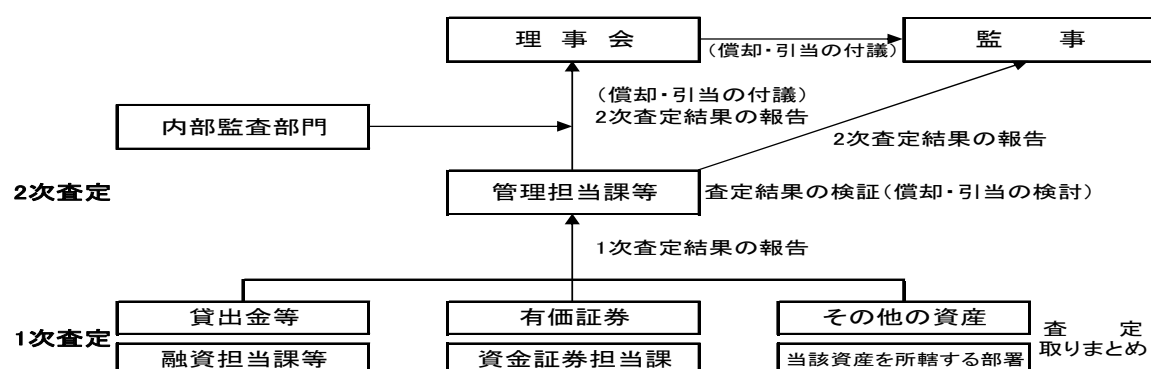 理 事 会
監 事
(償却・引当の付議)
(償却・引当の付議)
2次査定結果の報告
内部監査部門
2次査定結果の報告
2次査定
管理担当課等
査定結果の検証(償却・引当の検討)
1次査定結果の報告
1次査定
貸出金等
有価証券
その他の資産
査 定
取りまとめ
融資担当課等
資金証券担当課
当該資産を所轄する部署